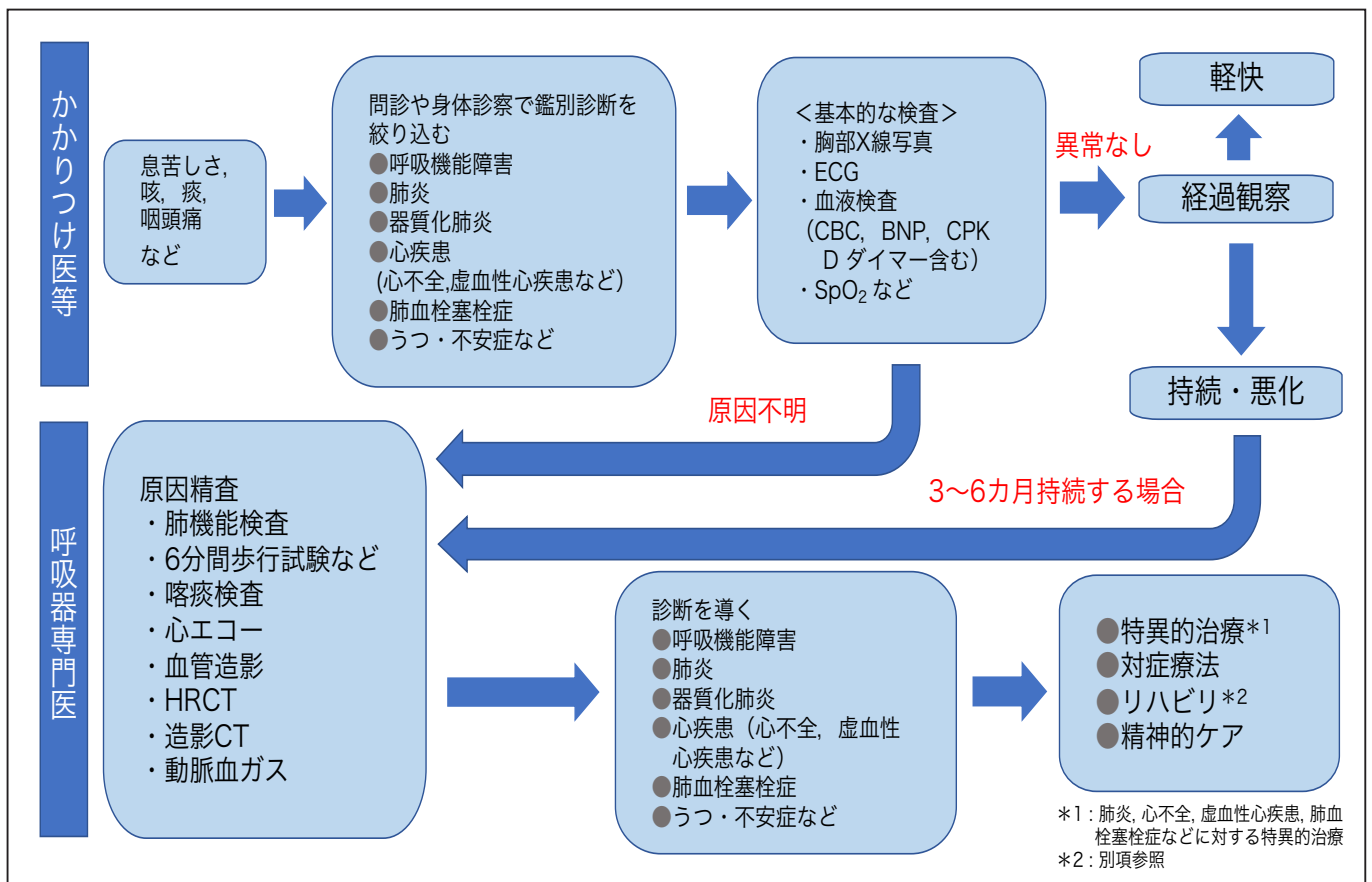 かかりつけ医等
息苦しさ,
咳，痰,
咽頭痛
など
問診や身体診察で鑑別診断を
絞り込む
●呼吸機能障害
●肺炎
●器質化肺炎
●心疾患
(心不全,虚血性心疾患など）
●肺血栓塞栓症
●うつ・不安症など
＜基本的な検査＞
・胸部X線写真
・ECG
・血液検査
（CBC，BNP，CPK
D ダイマー含む）
・SpO₂ など
異常なし
軽快
経過観察
持続・悪化
原因不明
3〜6カ月持続する場合
呼吸器専門医
原因精査
・肺機能検査
・6分間歩行試験など
・喀痰検査
・心エコー
・血管造影
・HRCT
・造影CT
・動脈血ガス
診断を導く
●呼吸機能障害
●肺炎
●器質化肺炎
●心疾患（心不全，虚血性
心疾患など）
●肺血栓塞栓症
●うつ・不安症など
●特異的治療*1
●対症療法
●リハビリ*2
●精神的ケア
＊1：肺炎, 心不全, 虚血性心疾患, 肺血
栓塞栓症などに対する特異的治療
＊2：別項参照